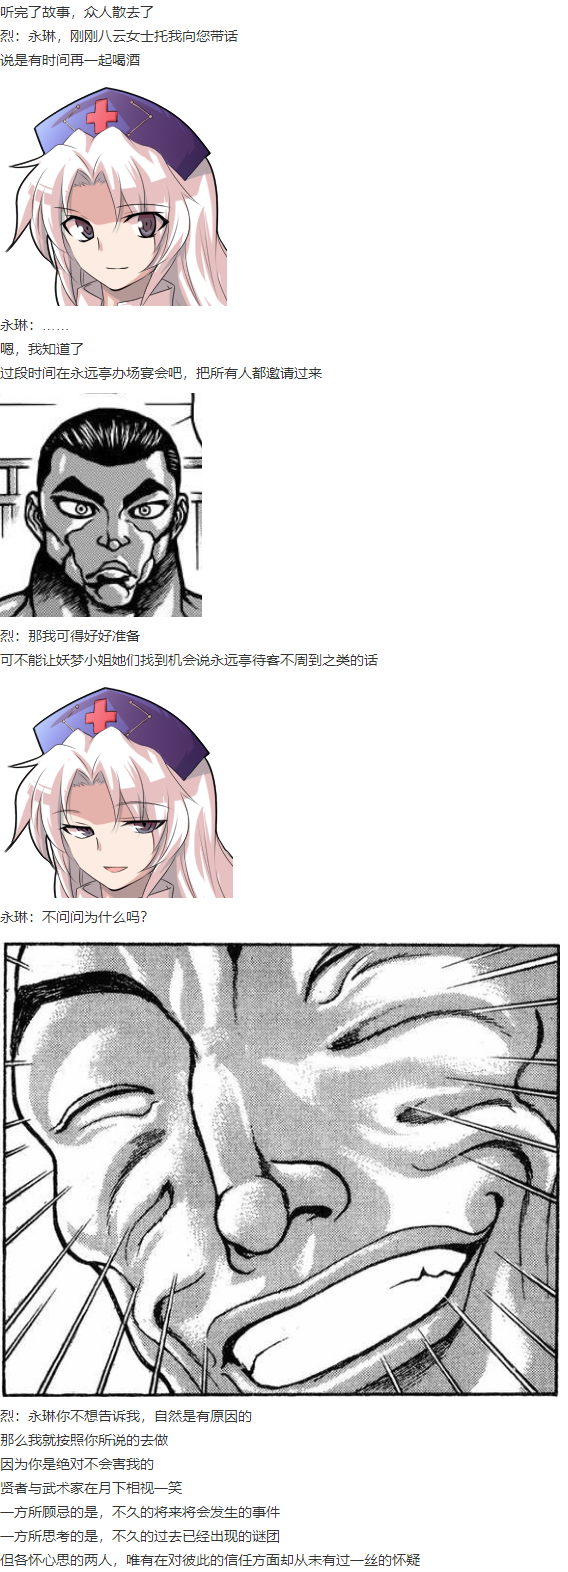 听完了故事，众人散去了
烈：永琳，刚刚八云女士托我向您带话
说是有时间再一起喝酒
永琳：……
嗯，我知道了
过段时间在永远亭办场宴会吧，把所有人都邀请过来
烈：那我可得好好准备
可不能让妖梦小姐她们找到机会说永远亭待客不周到之类的话
永琳：不问问为什么吗？
烈：永琳你不想告诉我，自然是有原因的
那么我就按照你所说的去做
因为你是绝对不会害我的
贤者与武术家在月下相视一笑
一方所顾忌的是，不久的将来将会发生的事件
一方所思考的是，不久的过去已经出现的谜团
但各怀心思的两人，唯有在对彼此的信任方面却从未有过一丝的怀疑